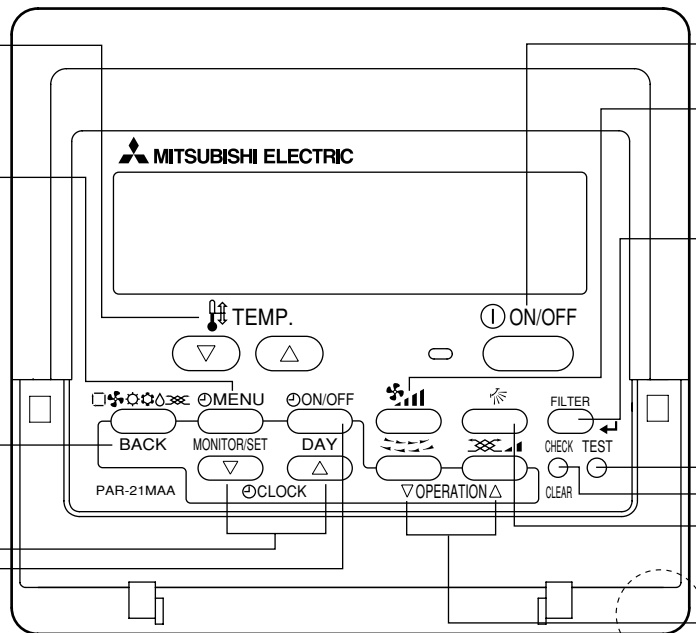 MITSUBISHI ELECTRIC
TEMP.
ON/OFF
MENU
ON/OFF
FILTER
BACK
MONITOR/SET
DAY
CHECK
TEST
PAR-21MAA
CLOCK
▽OPERATION△
CLEAR